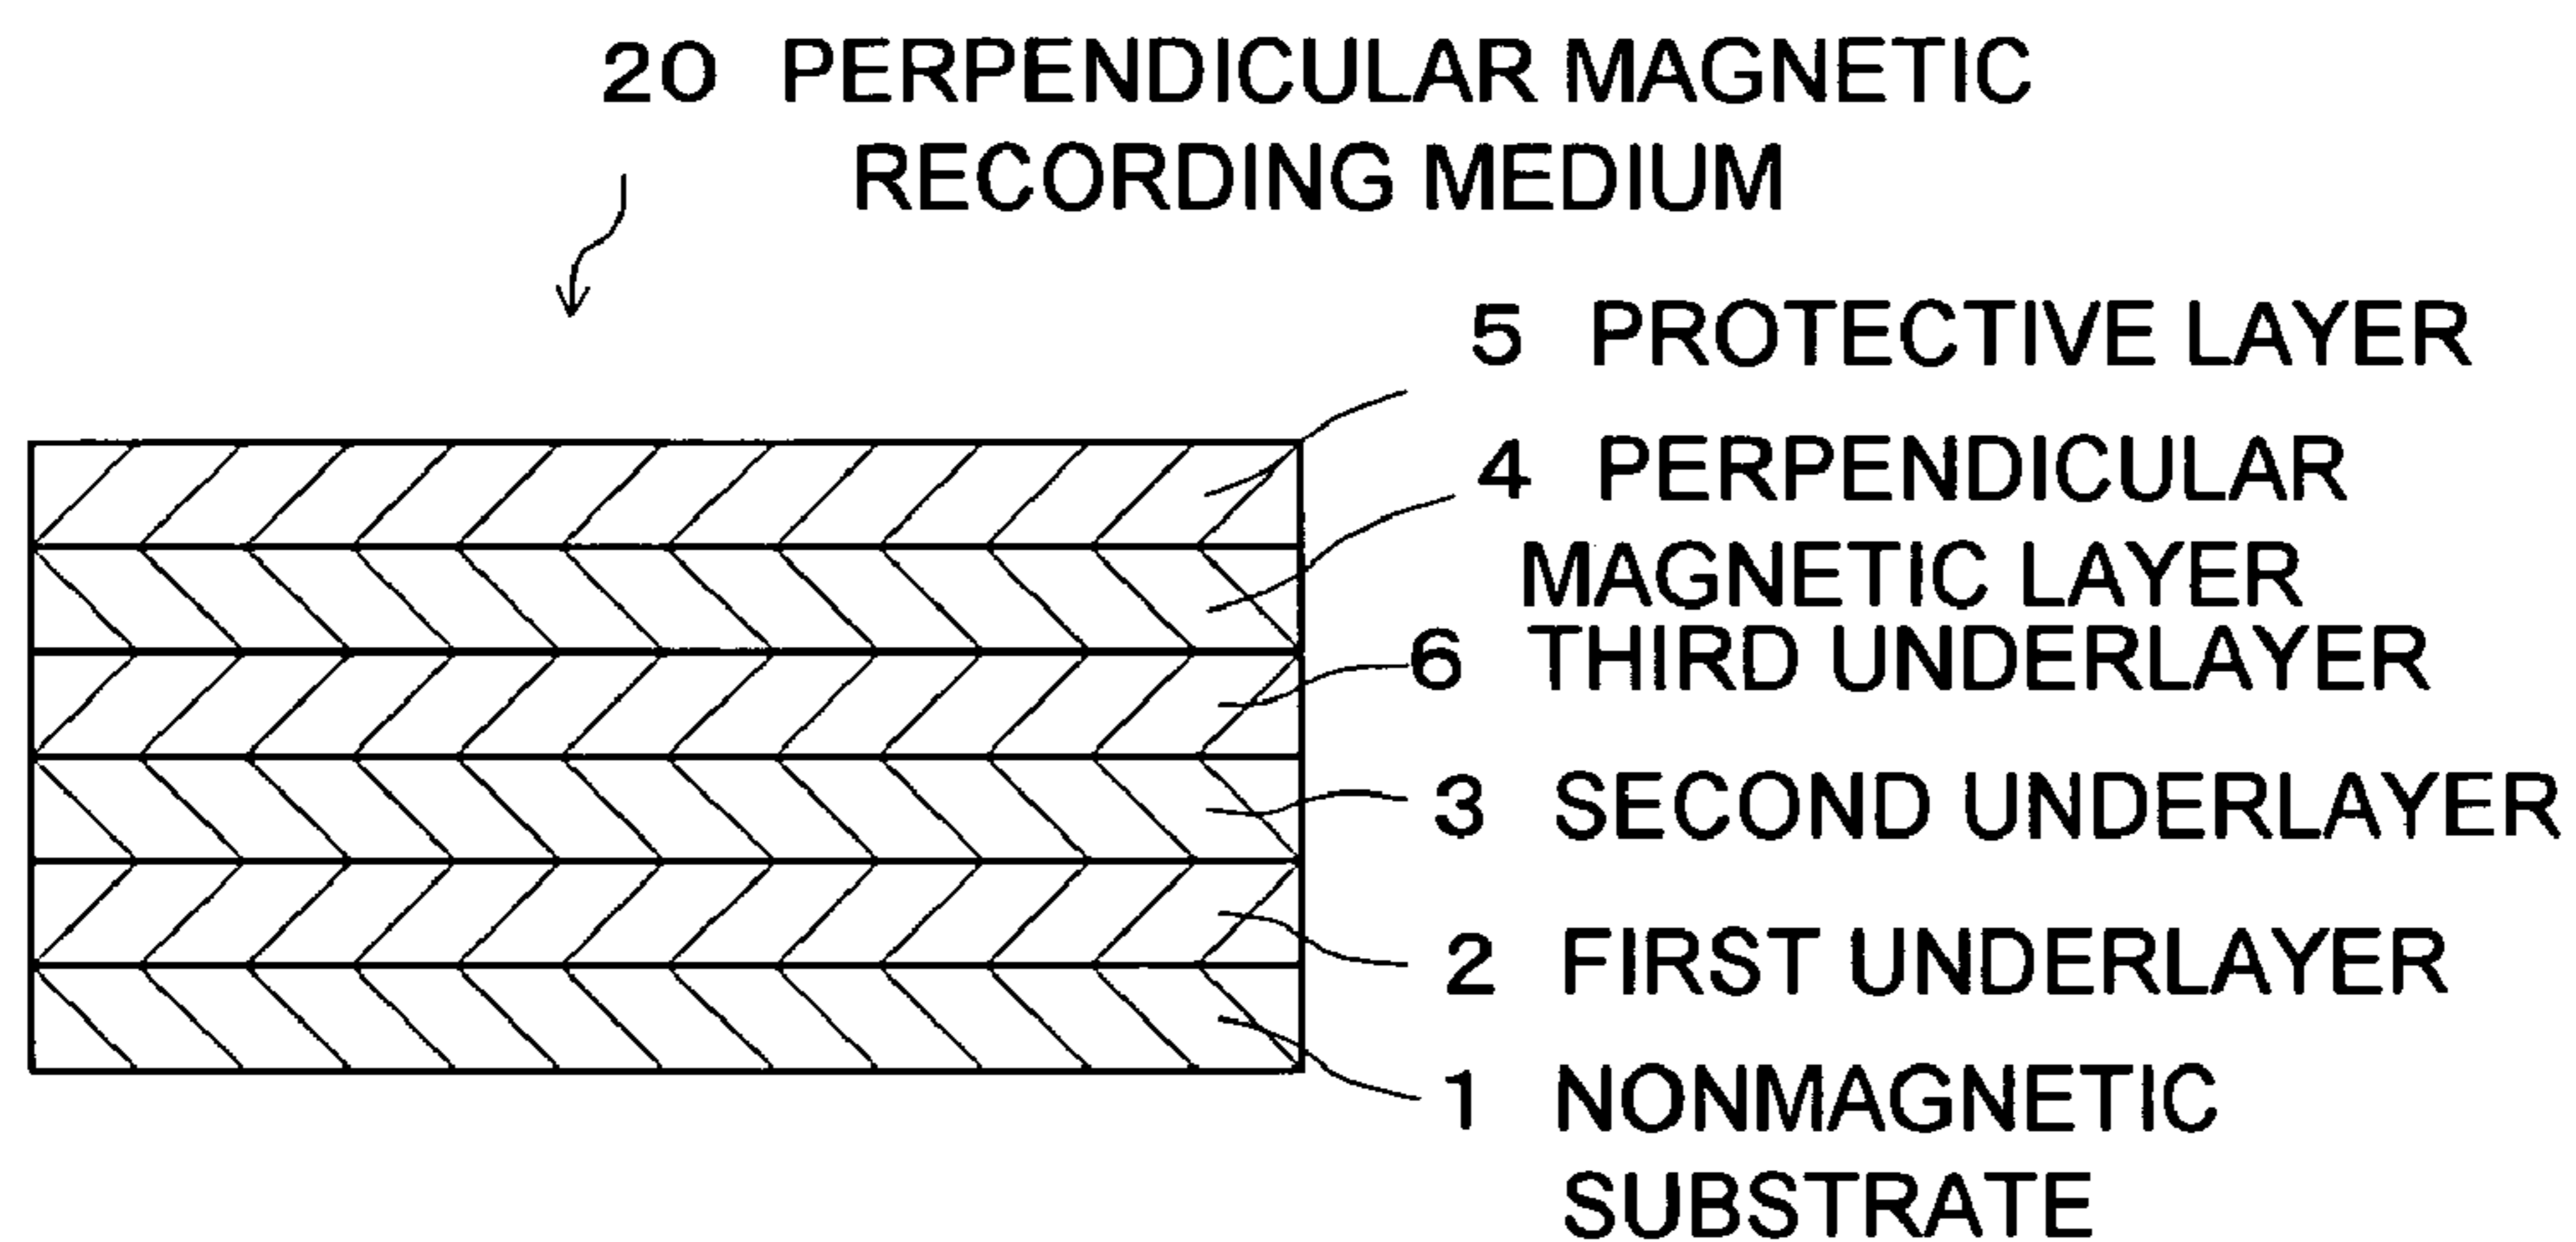 20 PERPENDICULAR MAGNETIC
RECORDING MEDIUM
5 PROTECTIVE LAYER
4 PERPENDICULAR
MAGNETIC LAYER
6 THIRD UNDERLAYER
3 SECOND UNDERLAYER
2 FIRST UNDERLAYER
1 NONMAGNETIC
SUBSTRATE